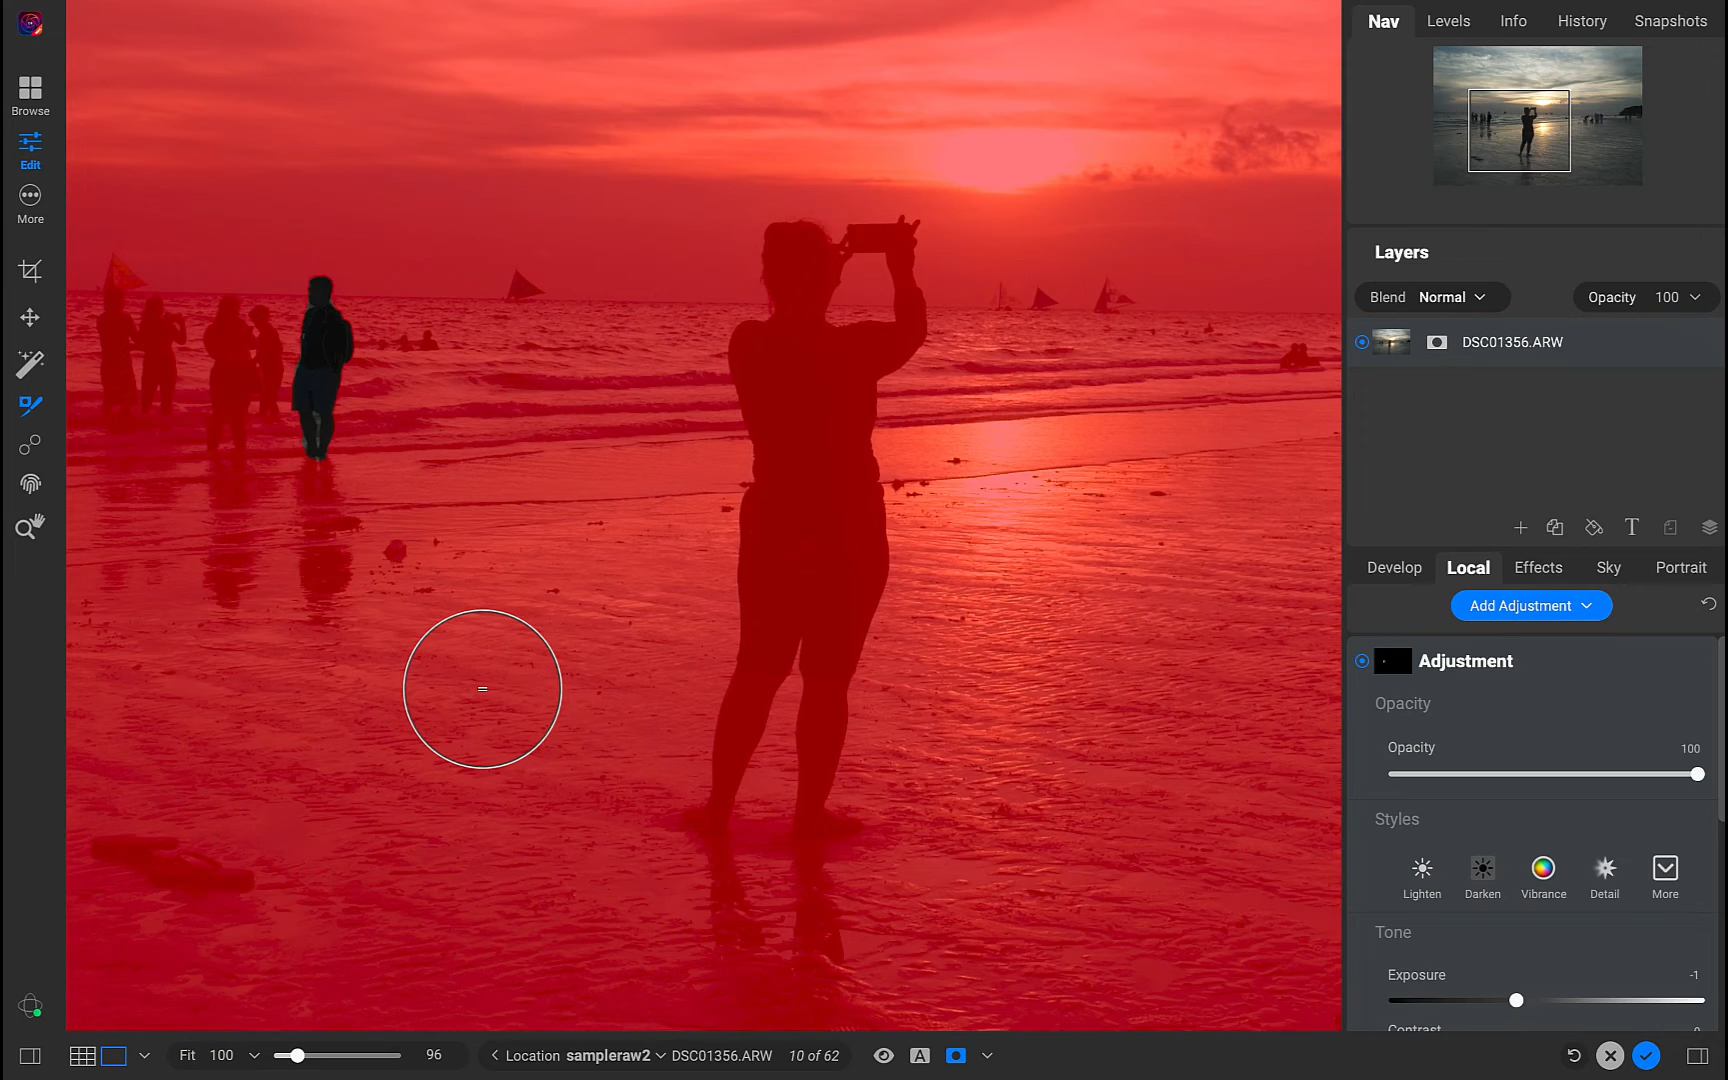 Nav Levels Info History Snapshots
Browse
Edit
More
Layers
Blend Normal Opacity 100
DSC01356.ARW
T
Develop Local Effects Sky Portrait
Add Adjustment
Adjustment
Opacity
Opacity 100
Styles
Lighten Darken Vibrance Detail More
Tone
Exposure -1
Contrast 0
Fit 100 96 Location sampleraw2 DSC01356.ARW 10 of 62 A